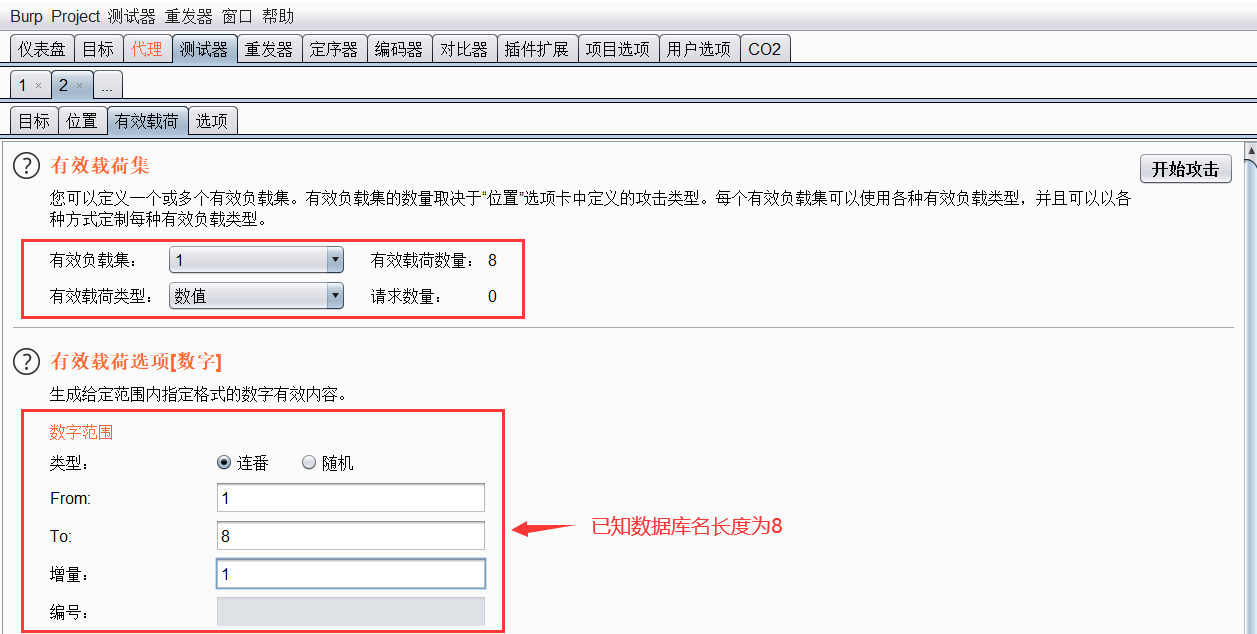 Burp Project 测试器 重发器 窗口 帮助
仪表盘 目标 代理 测试器 重发器 定序器 编码器 对比器 插件扩展 项目选项 用户选项 CO2
1 × 2 × ...
目标 位置 有效载荷 选项
? 有效载荷集 开始攻击
您可以定义一个或多个有效负载集。有效负载集的数量取决于“位置”选项卡中定义的攻击类型。每个有效负载集可以使用各种有效负载类型，并且可以以各
种方式定制每种有效负载类型。
有效负载集： 1 有效载荷数量： 8
有效载荷类型： 数值 请求数量： 0
? 有效载荷选项[数字]
生成给定范围内指定格式的数字有效内容。
数字范围
类型： 连番 随机
From: 1
To: 8 已知数据库名长度为8
增量： 1
编号：